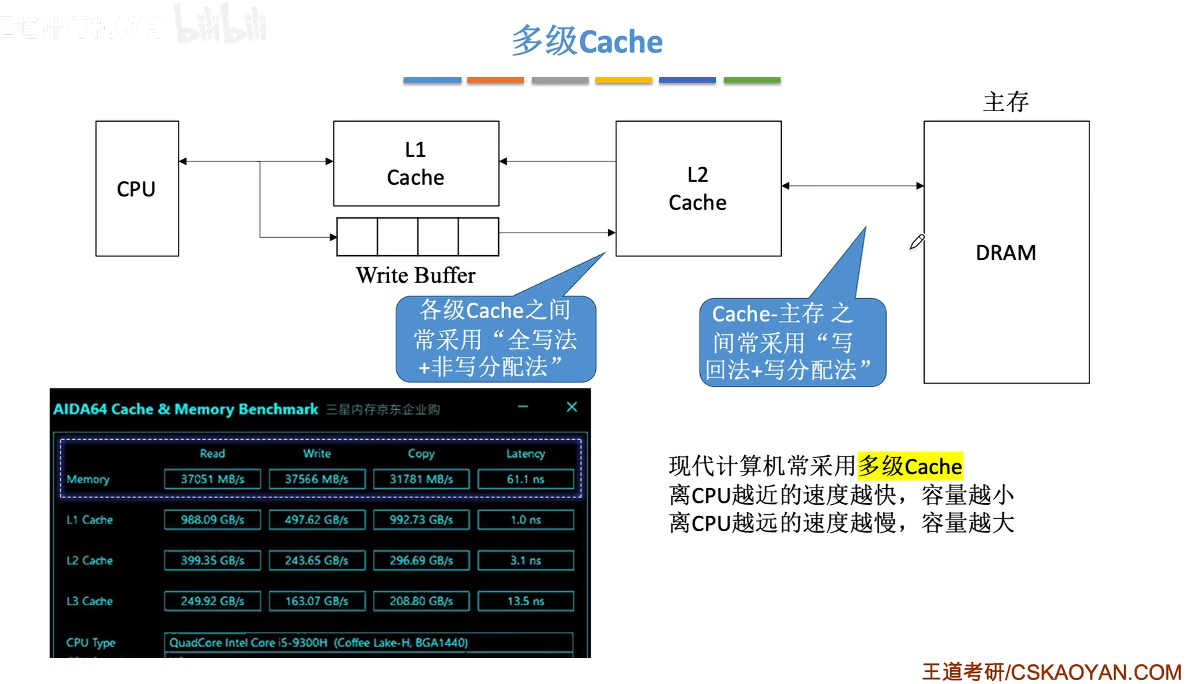 bilibili
多级Cache
主存
CPU
L1
Cache
L2
Cache
DRAM
Write Buffer
各级Cache之间
常采用“全写法
+非写分配法”
Cache-主存 之
间常采用“写
回法+写分配法”
AIDA64 Cache & Memory Benchmark 三星内存京东企业购
Read Write Copy Latency
Memory 37051 MB/s 37566 MB/s 31781 MB/s 61.1 ns
L1 Cache 988.09 GB/s 497.62 GB/s 992.73 GB/s 1.0 ns
L2 Cache 399.35 GB/s 243.65 GB/s 296.69 GB/s 3.1 ns
L3 Cache 249.92 GB/s 163.07 GB/s 208.80 GB/s 13.5 ns
CPU Type QuadCore Intel Core i5-9300H (Coffee Lake-H, BGA1440)
现代计算机常采用多级Cache
离CPU越近的速度越快，容量越小
离CPU越远的速度越慢，容量越大
王道考研/CSKAOYAN.COM